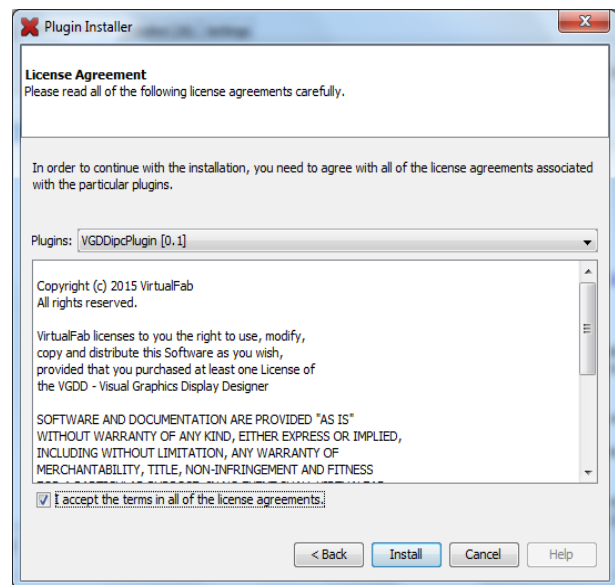 Plugin Installer
License Agreement
Please read all of the following license agreements carefully.
In order to continue with the installation, you need to agree with all of the license agreements associated
with the particular plugins.
Plugins: VGDDipcPlugin [0.1]
Copyright (c) 2015 VirtualFab
All rights reserved.
VirtualFab licenses to you the right to use, modify,
copy and distribute this Software as you wish,
provided that you purchased at least one License of
the VGDD - Visual Graphics Display Designer
SOFTWARE AND DOCUMENTATION ARE PROVIDED "AS IS"
WITHOUT WARRANTY OF ANY KIND, EITHER EXPRESS OR IMPLIED,
INCLUDING WITHOUT LIMITATION, ANY WARRANTY OF
MERCHANTABILITY, TITLE, NON-INFRINGEMENT AND FITNESS
I accept the terms in all of the license agreements.
< Back Install Cancel Help